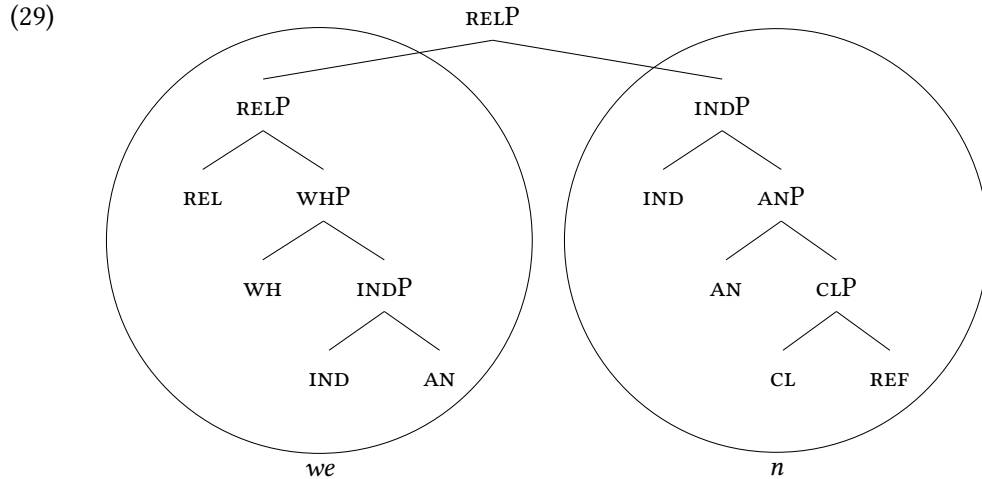 (29)
RELP
RELP INDP
REL WHP IND ANP
WH INDP AN CLP
IND AN CL REF
we n